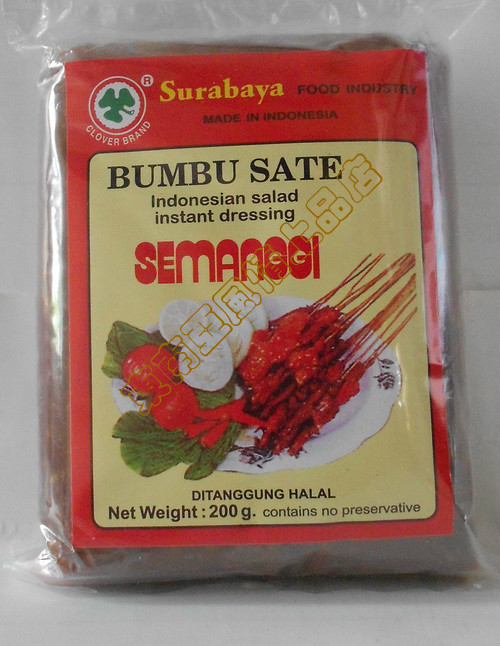 ®
CLOVER BRAND
Surabaya FOOD INDUSTRY
MADE IN INDONESIA
BUMBU SATE
Indonesian salad
instant dressing
SEMANGGI
DITANGGUNG HALAL
Net Weight : 200 g. contains no preservative